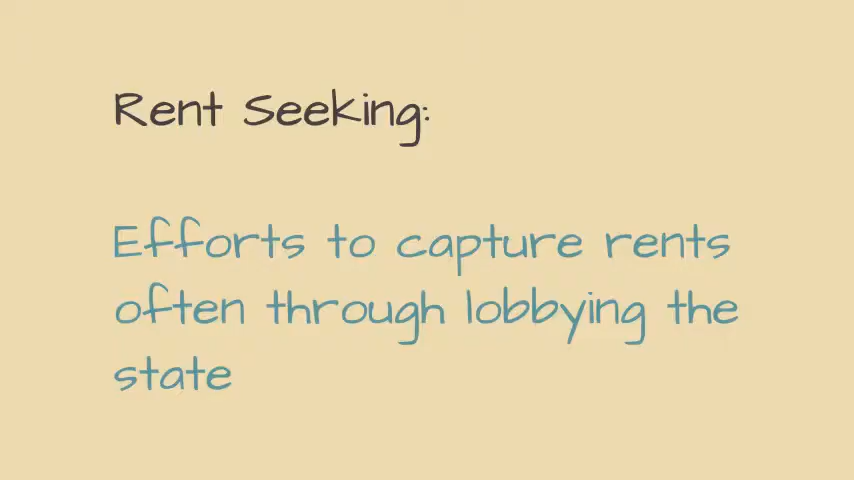 Rent Seeking:
Efforts to capture rents
often through lobbying the
state